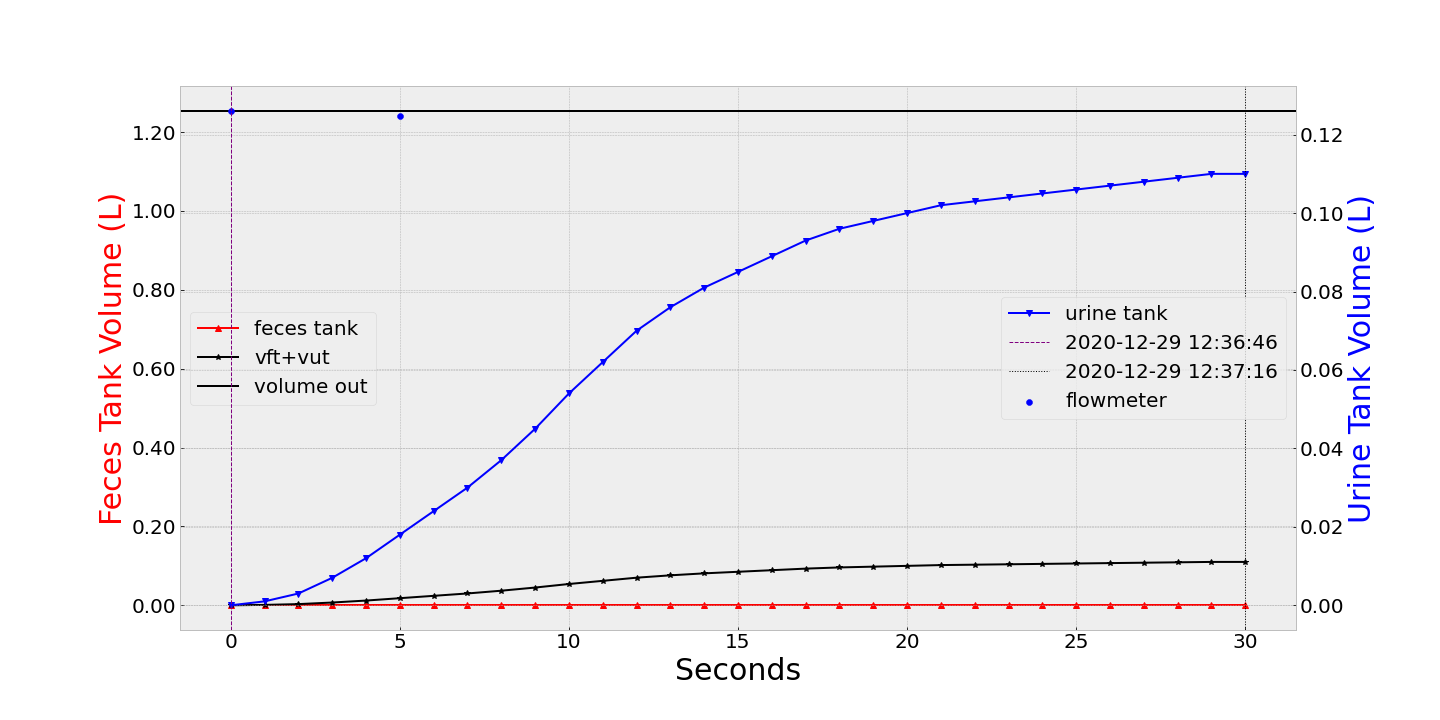 1.20
1.00
0.80
0.60
0.40
0.20
0.00
Feces Tank Volume (L)
feces tank
vft+vut
volume out
urine tank
2020-12-29 12:36:46
2020-12-29 12:37:16
flowmeter
0.12
0.10
0.08
0.06
0.04
0.02
0.00
Urine Tank Volume (L)
0 5 10 15 20 25 30
Seconds